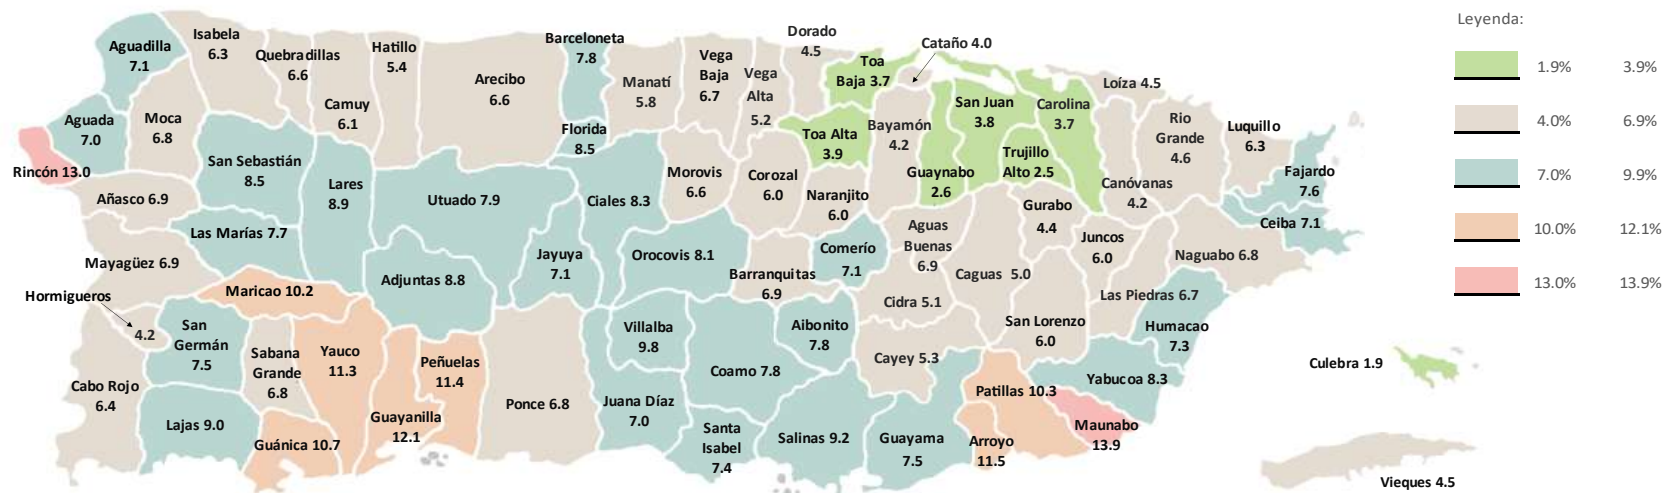 Leyenda:
1.9% 3.9%
4.0% 6.9%
7.0% 9.9%
10.0% 12.1%
13.0% 13.9%
Aguadilla
7.1
Isabela
6.3
Quebradillas
6.6
Hatillo
5.4
Camuy
6.1
Arecibo
6.6
Barceloneta
7.8
Florida
8.5
Manatí
5.8
Vega
Baja
6.7
Vega
Alta
5.2
Dorado
4.5
Toa
Baja 3.7
Cataño 4.0
Toa Alta
3.9
Bayamón
4.2
Guaynabo
2.6
San Juan
3.8
Trujillo
Alto 2.5
Carolina
3.7
Loíza 4.5
Canóvanas
4.2
Rio
Grande
4.6
Luquillo
6.3
Fajardo
7.6
Ceiba 7.1
Aguada
7.0
Moca
6.8
Rincón 13.0
Añasco 6.9
San Sebastián
8.5
Lares
8.9
Utuado 7.9
Ciales 8.3
Morovis
6.6
Corozal
6.0
Naranjito
6.0
Las Marías 7.7
Mayagüez 6.9
Maricao 10.2
Adjuntas 8.8
Jayuya
7.1
Orocovis 8.1
Barranquitas
6.9
Comerío
7.1
Aguas
Buenas
6.9
Caguas 5.0
Gurabo
4.4
Juncos
6.0
Naguabo 6.8
Las Piedras 6.7
Hormigueros
4.2
San
Germán
7.5
Sabana
Grande
6.8
Yauco
11.3
Peñuelas
11.4
Guayanilla
12.1
Ponce 6.8
Villalba
9.8
Coamo 7.8
Aibonito
7.8
Cidra 5.1
Cayey 5.3
San Lorenzo
6.0
Humacao
7.3
Yabucoa 8.3
Cabo Rojo
6.4
Lajas 9.0
Guánica 10.7
Juana Díaz
7.0
Santa
Isabel
7.4
Salinas 9.2
Guayama
7.5
Patillas 10.3
Arroyo
11.5
Maunabo
13.9
Culebra 1.9
Vieques 4.5